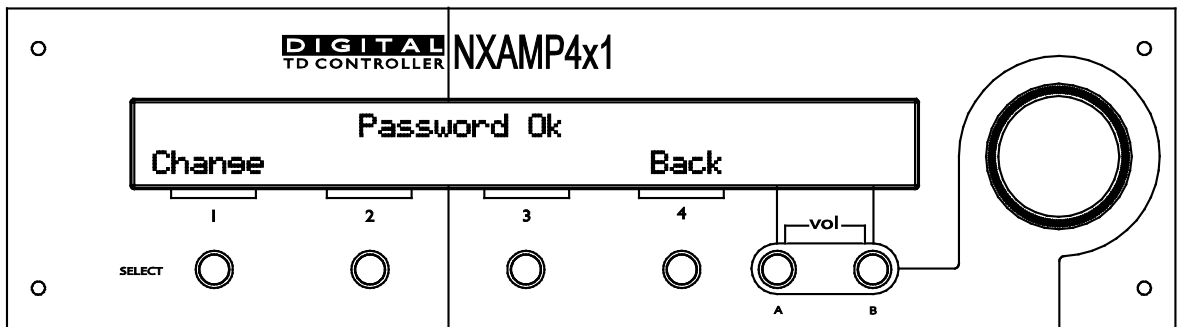 DIGITAL
TD CONTROLLER
NXAMP4x1
Password Ok
Change Back
1 2 3 4
vol
SELECT
A B